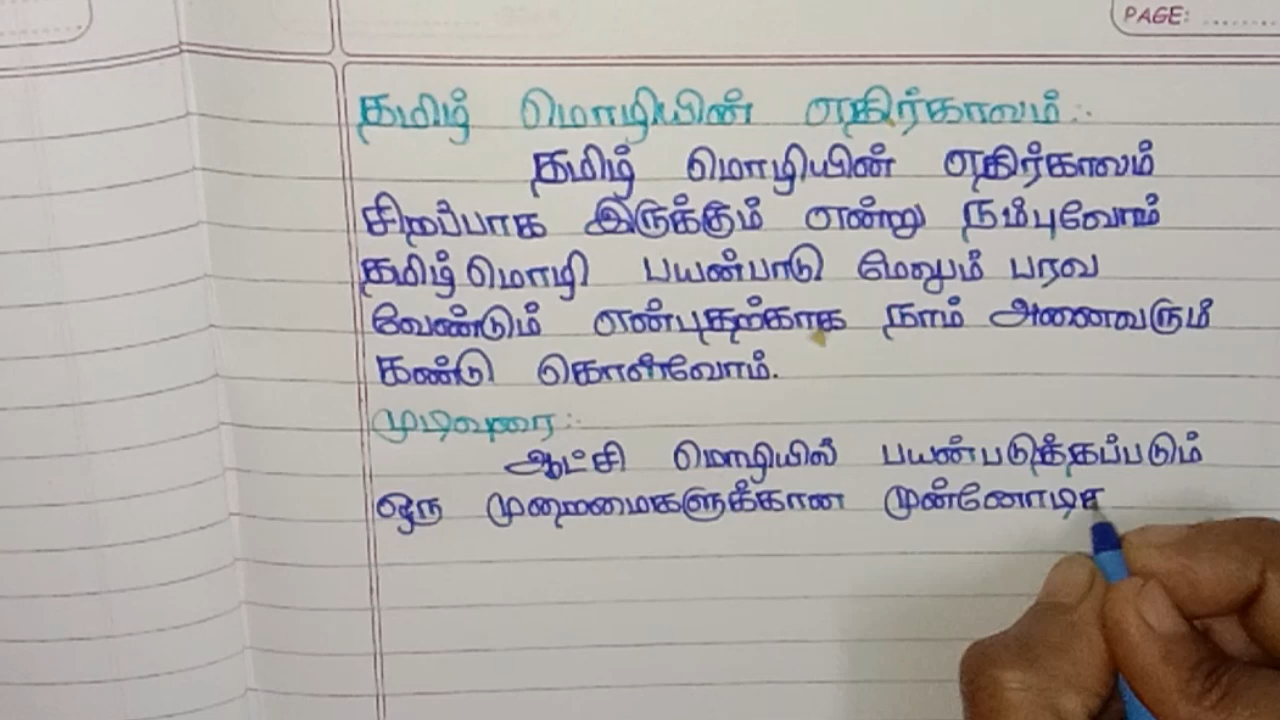 PAGE: ........
தமிழ் மொழியின் எதிர்காலம் :-
தமிழ் மொழியின் எதிர்காலம்
சிறப்பாக இருக்கும் என்று நம்புவோம்
தமிழ் மொழி பயன்பாடு மேலும் பரவ
வேண்டும் என்பதற்காக நாம் அனைவரும்
கண்டு கொள்வோம்.
முடிவுரை :-
ஆட்சி மொழியில் பயன்படுத்தப்படும்
ஒரு முறைமைகளுக்கான முன்னோடிக